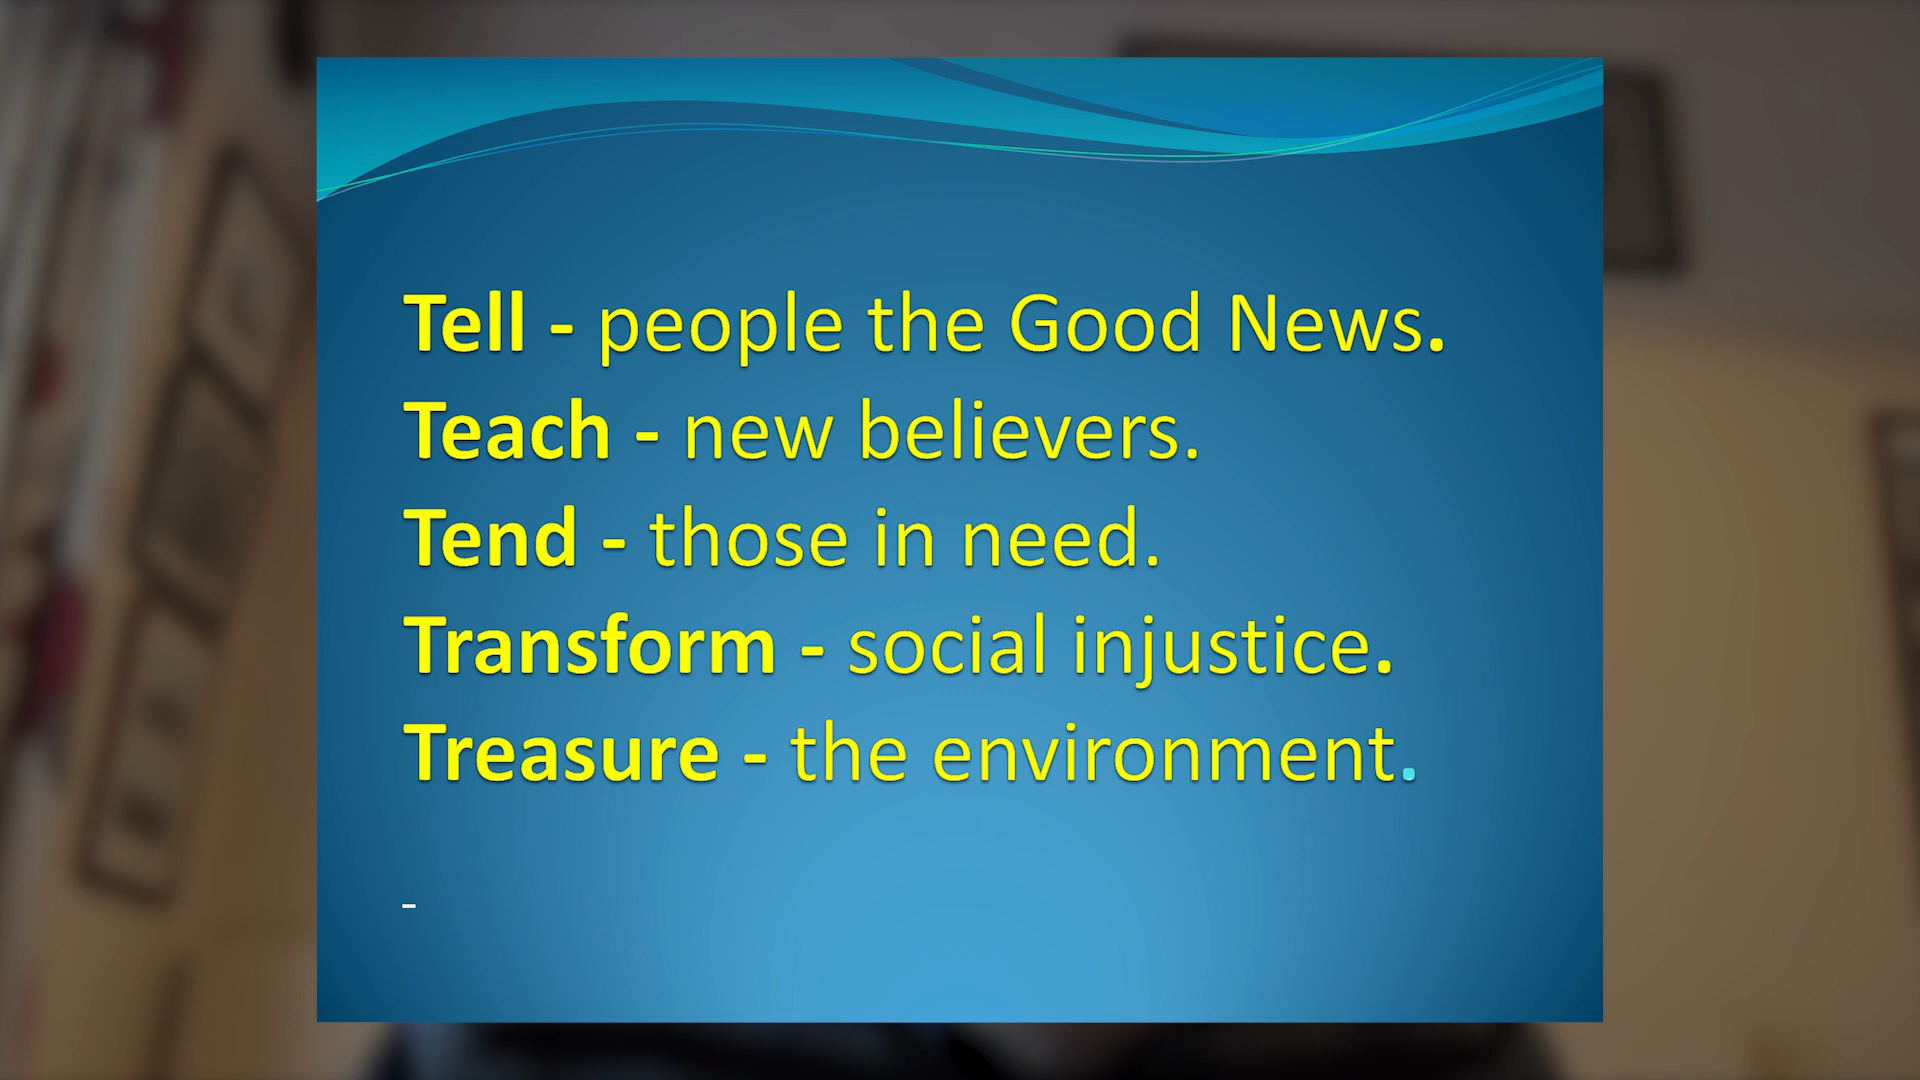 Tell - people the Good News.
Teach - new believers.
Tend - those in need.
Transform - social injustice.
Treasure - the environment.
-